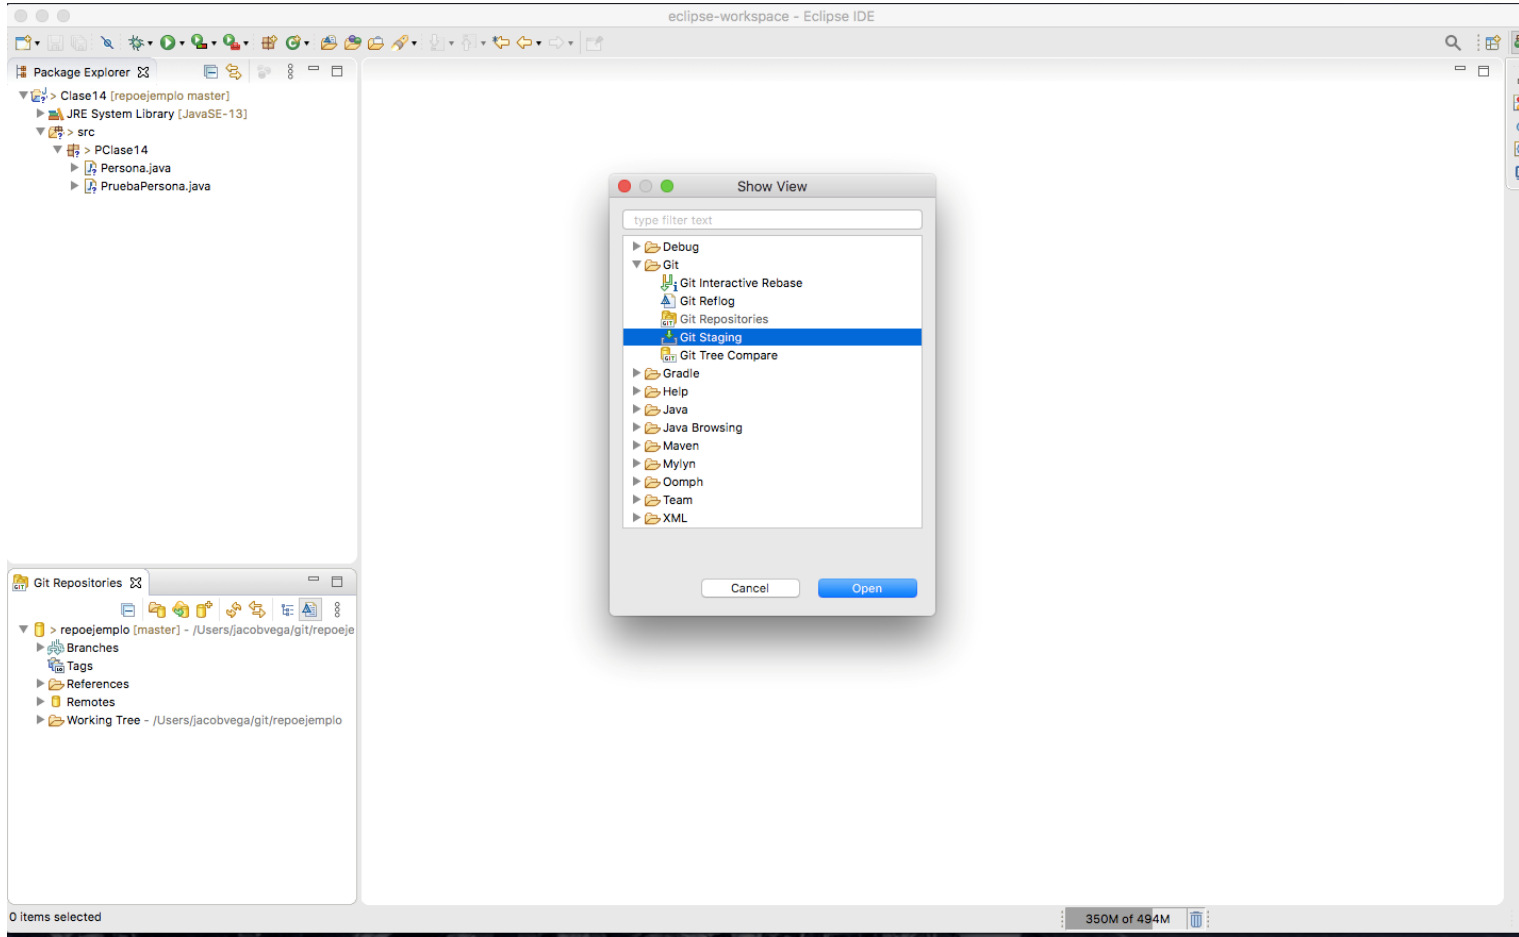 eclipse-workspace - Eclipse IDE
Package Explorer
> Clase14 [repoejemplo master]
JRE System Library [JavaSE-13]
> src
> PClase14
Persona.java
PruebaPersona.java
Show View
type filter text
Debug
Git
Git Interactive Rebase
Git Reflog
Git Repositories
Git Staging
Git Tree Compare
Gradle
Help
Java
Java Browsing
Maven
Mylyn
Oomph
Team
XML
Cancel
Open
Git Repositories
> repoejemplo [master] - /Users/jacobvega/git/repoeje
Branches
Tags
References
Remotes
Working Tree - /Users/jacobvega/git/repoejemplo
0 items selected
350M of 494M